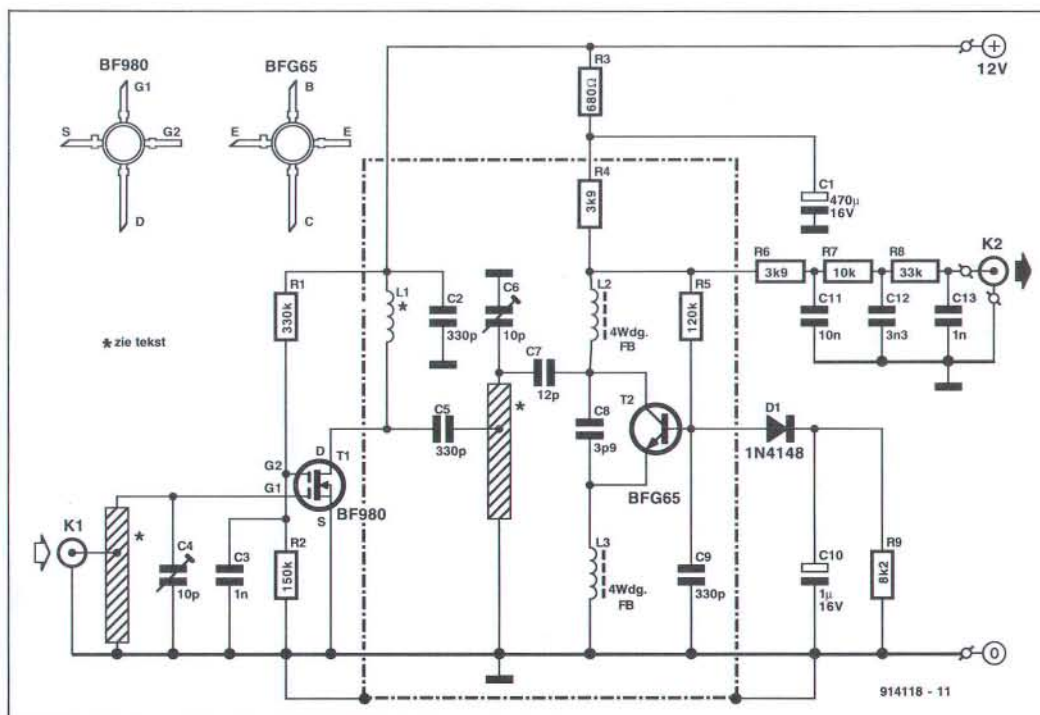 BF980
G1
S
G2
D
BFG65
B
E
E
C
* zie tekst
12V
R3
680Ω
R4
3k9
C1
470µ
16V
R6
3k9
R7
10k
R8
33k
K2
C11
10n
C12
3n3
C13
1n
R1
330k
L1
*
C2
330p
C6
10p
L2
4Wdg.
FB
R5
120k
C7
12p
*
C5
330p
C8
3p9
T2
BFG65
D1
1N4148
D
T1
G2
G1
S
BF980
K1
*
C4
10p
C3
1n
R2
150k
L3
4Wdg.
FB
C9
330p
C10
1µ
16V
R9
8k2
0
914118 - 11